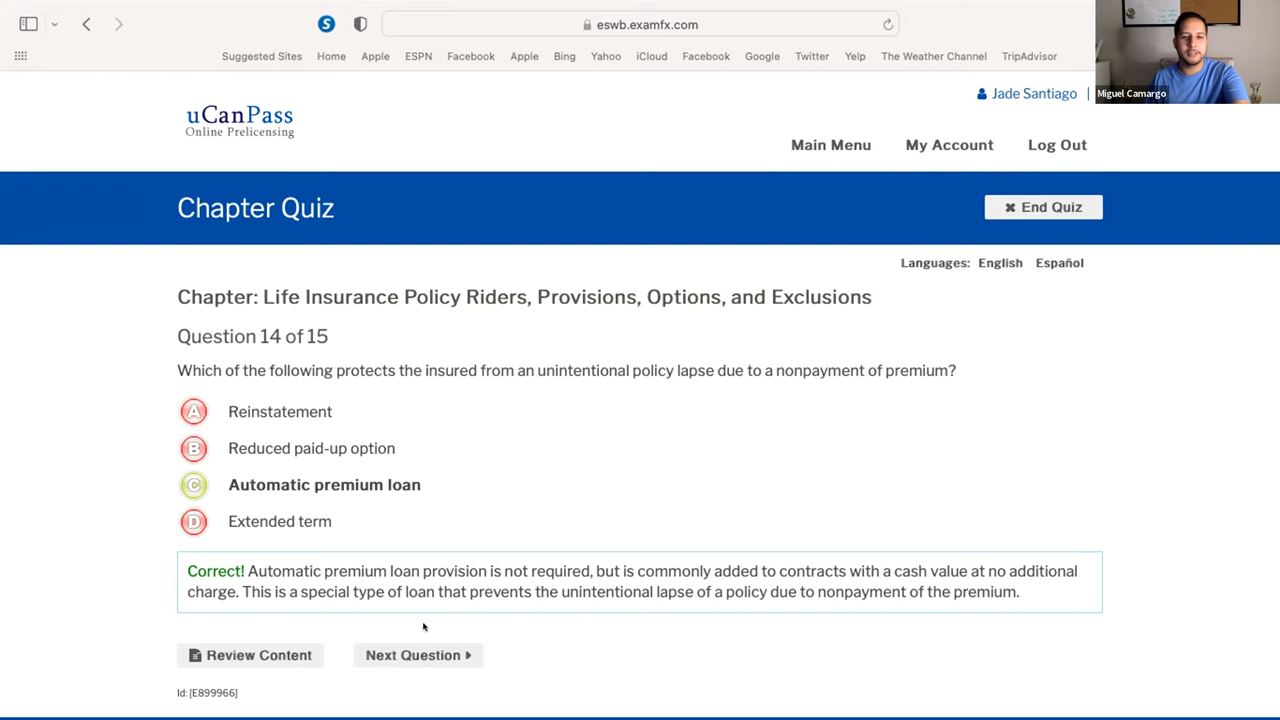 S
eswb.examfx.com
Suggested Sites Home Apple ESPN Facebook Apple Bing Yahoo iCloud Facebook Google Twitter Yelp The Weather Channel TripAdvisor
Miguel Camargo
Jade Santiago |
uCanPass
Online Prelicensing
Main Menu My Account Log Out
Chapter Quiz
✖ End Quiz
Languages: English Español
Chapter: Life Insurance Policy Riders, Provisions, Options, and Exclusions
Question 14 of 15
Which of the following protects the insured from an unintentional policy lapse due to a nonpayment of premium?
A Reinstatement
B Reduced paid-up option
C Automatic premium loan
D Extended term
Correct! Automatic premium loan provision is not required, but is commonly added to contracts with a cash value at no additional
charge. This is a special type of loan that prevents the unintentional lapse of a policy due to nonpayment of the premium.
Review Content Next Question
Id: [E899966]